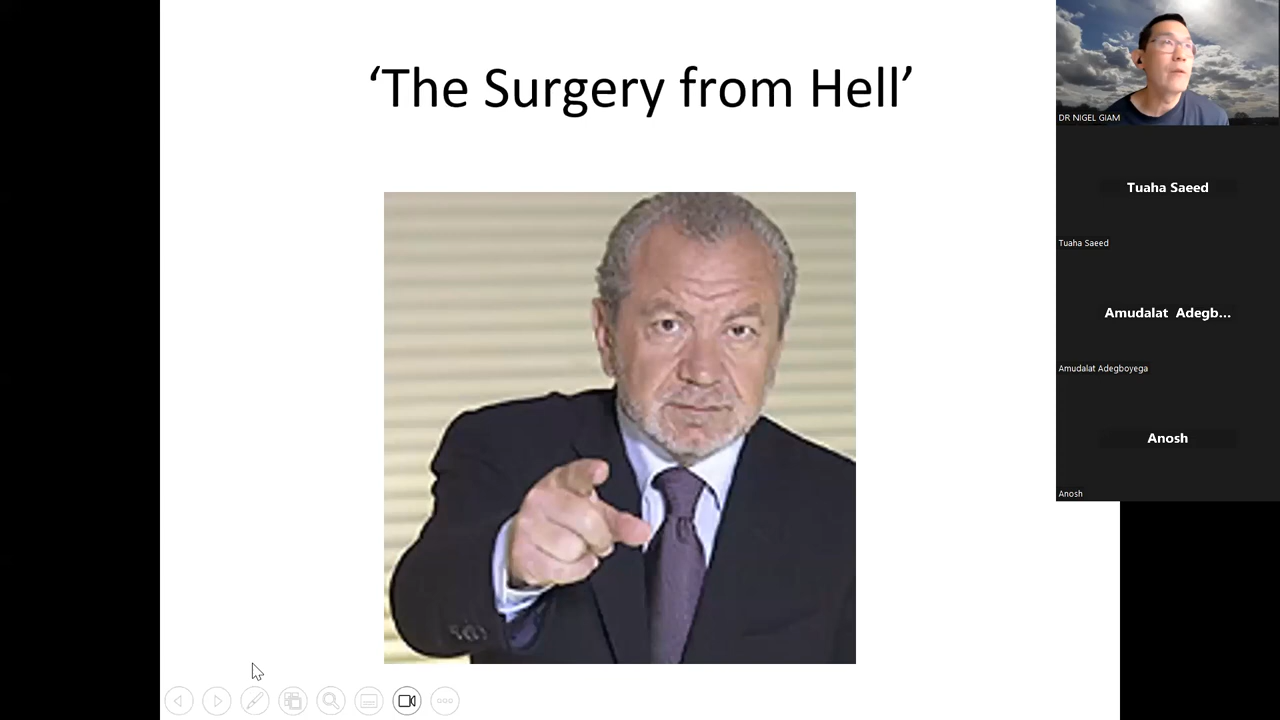 ‘The Surgery from Hell’
DR NIGEL GIAM
Tuaha Saeed
Tuaha Saeed
Amudalat Adegb...
Amudalat Adegboyega
Anosh
Anosh